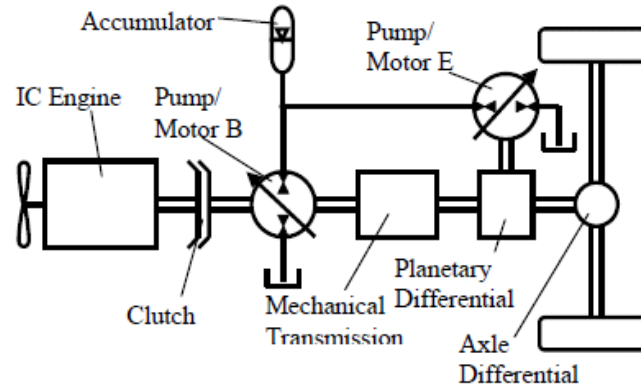 Accumulator
Pump/
Motor E
IC Engine
Pump/
Motor B
Clutch
Mechanical
Transmission
Planetary
Differential
Axle
Differential